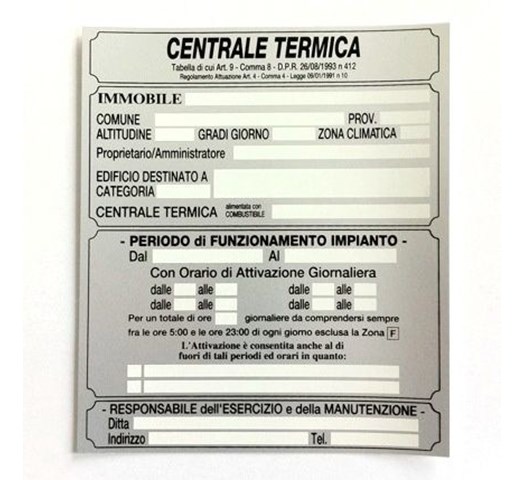 CENTRALE TERMICA
Tabella di cui Art. 9 - Comma 8 - D.P.R. 26/08/1993 n 412
Regolamento Attuazione Art. 4 - Comma 4 - Legge 09/01/1991 n 10
IMMOBILE
COMUNE PROV.
ALTITUDINE GRADI GIORNO ZONA CLIMATICA
Proprietario/Amministratore
EDIFICIO DESTINATO A
CATEGORIA
CENTRALE TERMICA alimentata con COMBUSTIBILE
- PERIODO di FUNZIONAMENTO IMPIANTO -
Dal Al
Con Orario di Attivazione Giornaliera
dalle alle dalle alle
dalle alle dalle alle
Per un totale di ore giornaliere da comprendersi sempre
fra le ore 5:00 e le ore 23:00 di ogni giorno esclusa la Zona F
L'Attivazione è consentita anche al di
fuori di tali periodi ed orari in quanto:
- RESPONSABILE dell'ESERCIZIO e della MANUTENZIONE -
Ditta
Indirizzo Tel.